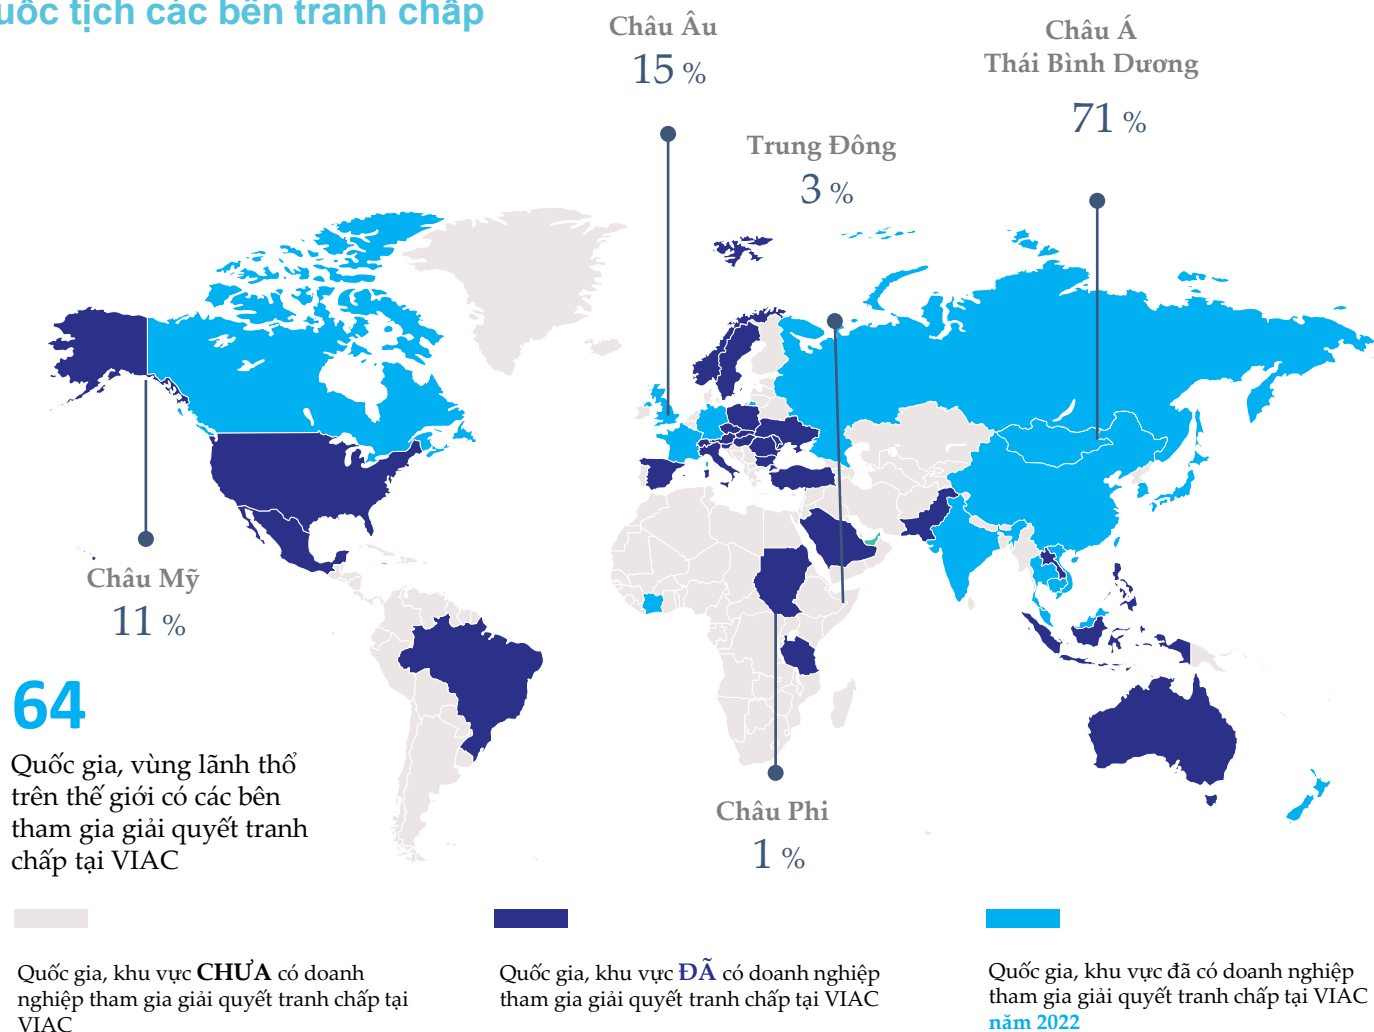 uốc tịch các bên tranh chấp
Châu Âu
15 %
Châu Á
Thái Bình Dương
71 %
Trung Đông
3 %
Châu Mỹ
11 %
64
Quốc gia, vùng lãnh thổ
trên thế giới có các bên
tham gia giải quyết tranh
chấp tại VIAC
Châu Phi
1 %
Quốc gia, khu vực CHƯA có doanh
nghiệp tham gia giải quyết tranh chấp tại
VIAC
Quốc gia, khu vực ĐÃ có doanh nghiệp
tham gia giải quyết tranh chấp tại VIAC
Quốc gia, khu vực đã có doanh nghiệp
tham gia giải quyết tranh chấp tại VIAC
năm 2022